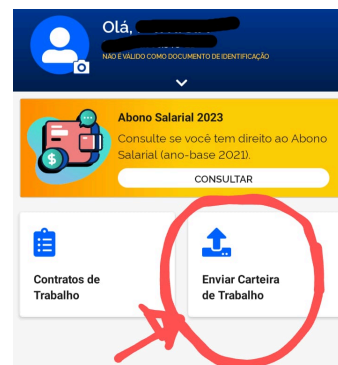 Olá,
NÃO É VÁLIDO COMO DOCUMENTO DE IDENTIFICAÇÃO
Abono Salarial 2023
Consulte se você tem direito ao Abono
Salarial (ano-base 2021).
CONSULTAR
Contratos de
Trabalho
Enviar Carteira
de Trabalho